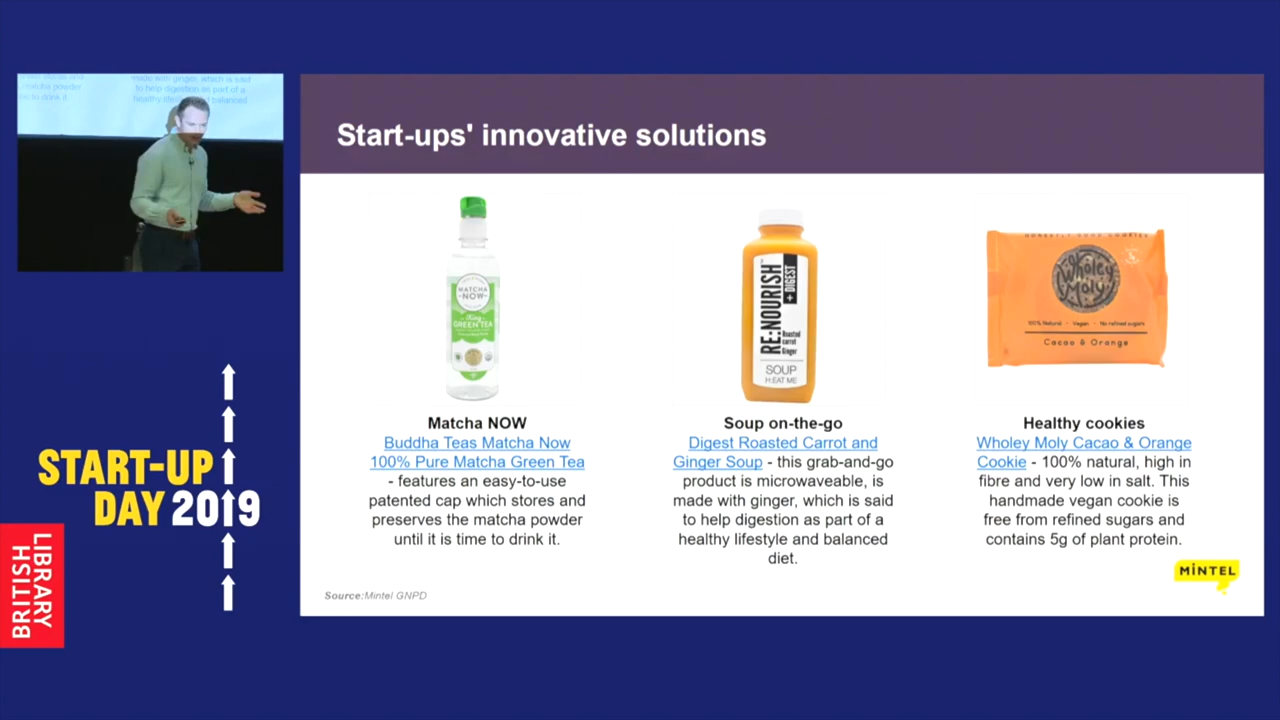 made with ginger, which is said
to help digestion as part of a
Start-ups' innovative solutions
MATCHA
NOW
GREEN TEA
RE:NOURISH
+ DIGEST
Roasted
carrot
Ginger
SOUP
H:EAT ME
HONESTLY GOOD COOKIES
Wholey
Moly
100% Natural - Vegan - No refined sugars
Cacao & Orange
Matcha NOW
Buddha Teas Matcha Now
100% Pure Matcha Green Tea
- features an easy-to-use
patented cap which stores and
preserves the matcha powder
until it is time to drink it.
Soup on-the-go
Digest Roasted Carrot and
Ginger Soup - this grab-and-go
product is microwaveable, is
made with ginger, which is said
to help digestion as part of a
healthy lifestyle and balanced
diet.
Healthy cookies
Wholey Moly Cacao & Orange
Cookie - 100% natural, high in
fibre and very low in salt. This
handmade vegan cookie is
free from refined sugars and
contains 5g of plant protein.
Source:Mintel GNPD
MiNTEL
START-UP
DAY 2019
BRITISH
LIBRARY